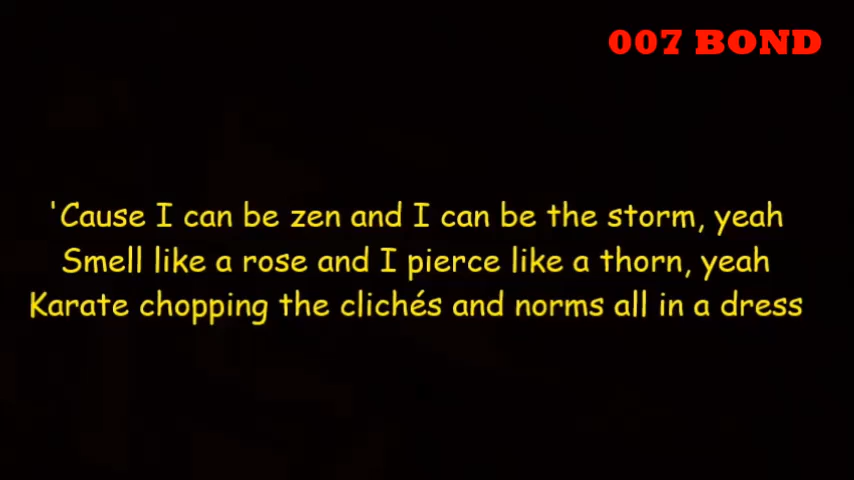 007 BOND
'Cause I can be zen and I can be the storm, yeah
Smell like a rose and I pierce like a thorn, yeah
Karate chopping the clichés and norms all in a dress